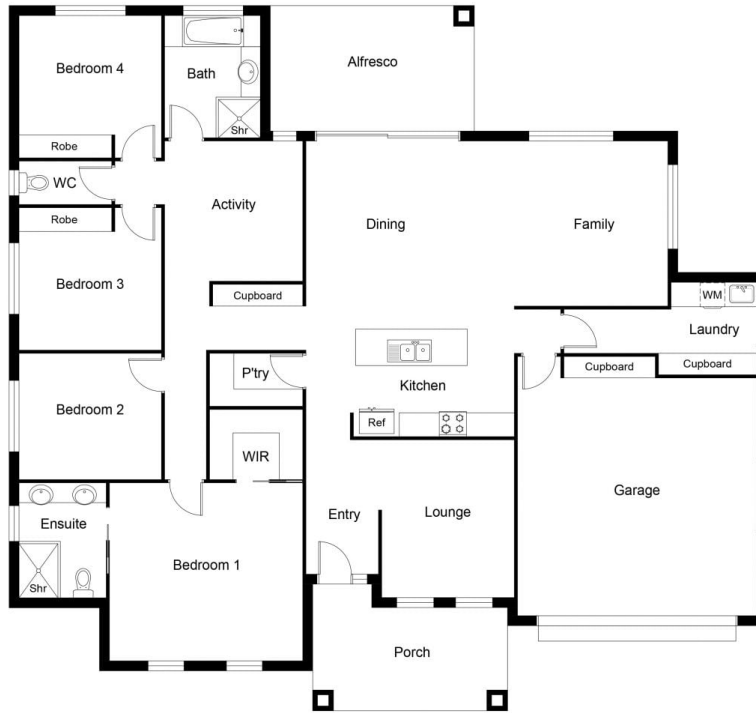 Bedroom 4
Bath
Alfresco
Shr
Robe
WC
Activity
Dining
Family
Robe
Bedroom 3
Cupboard
WM
Laundry
P'try
Kitchen
Cupboard
Cupboard
Bedroom 2
Ref
WIR
Garage
Ensuite
Entry
Lounge
Bedroom 1
Shr
Porch